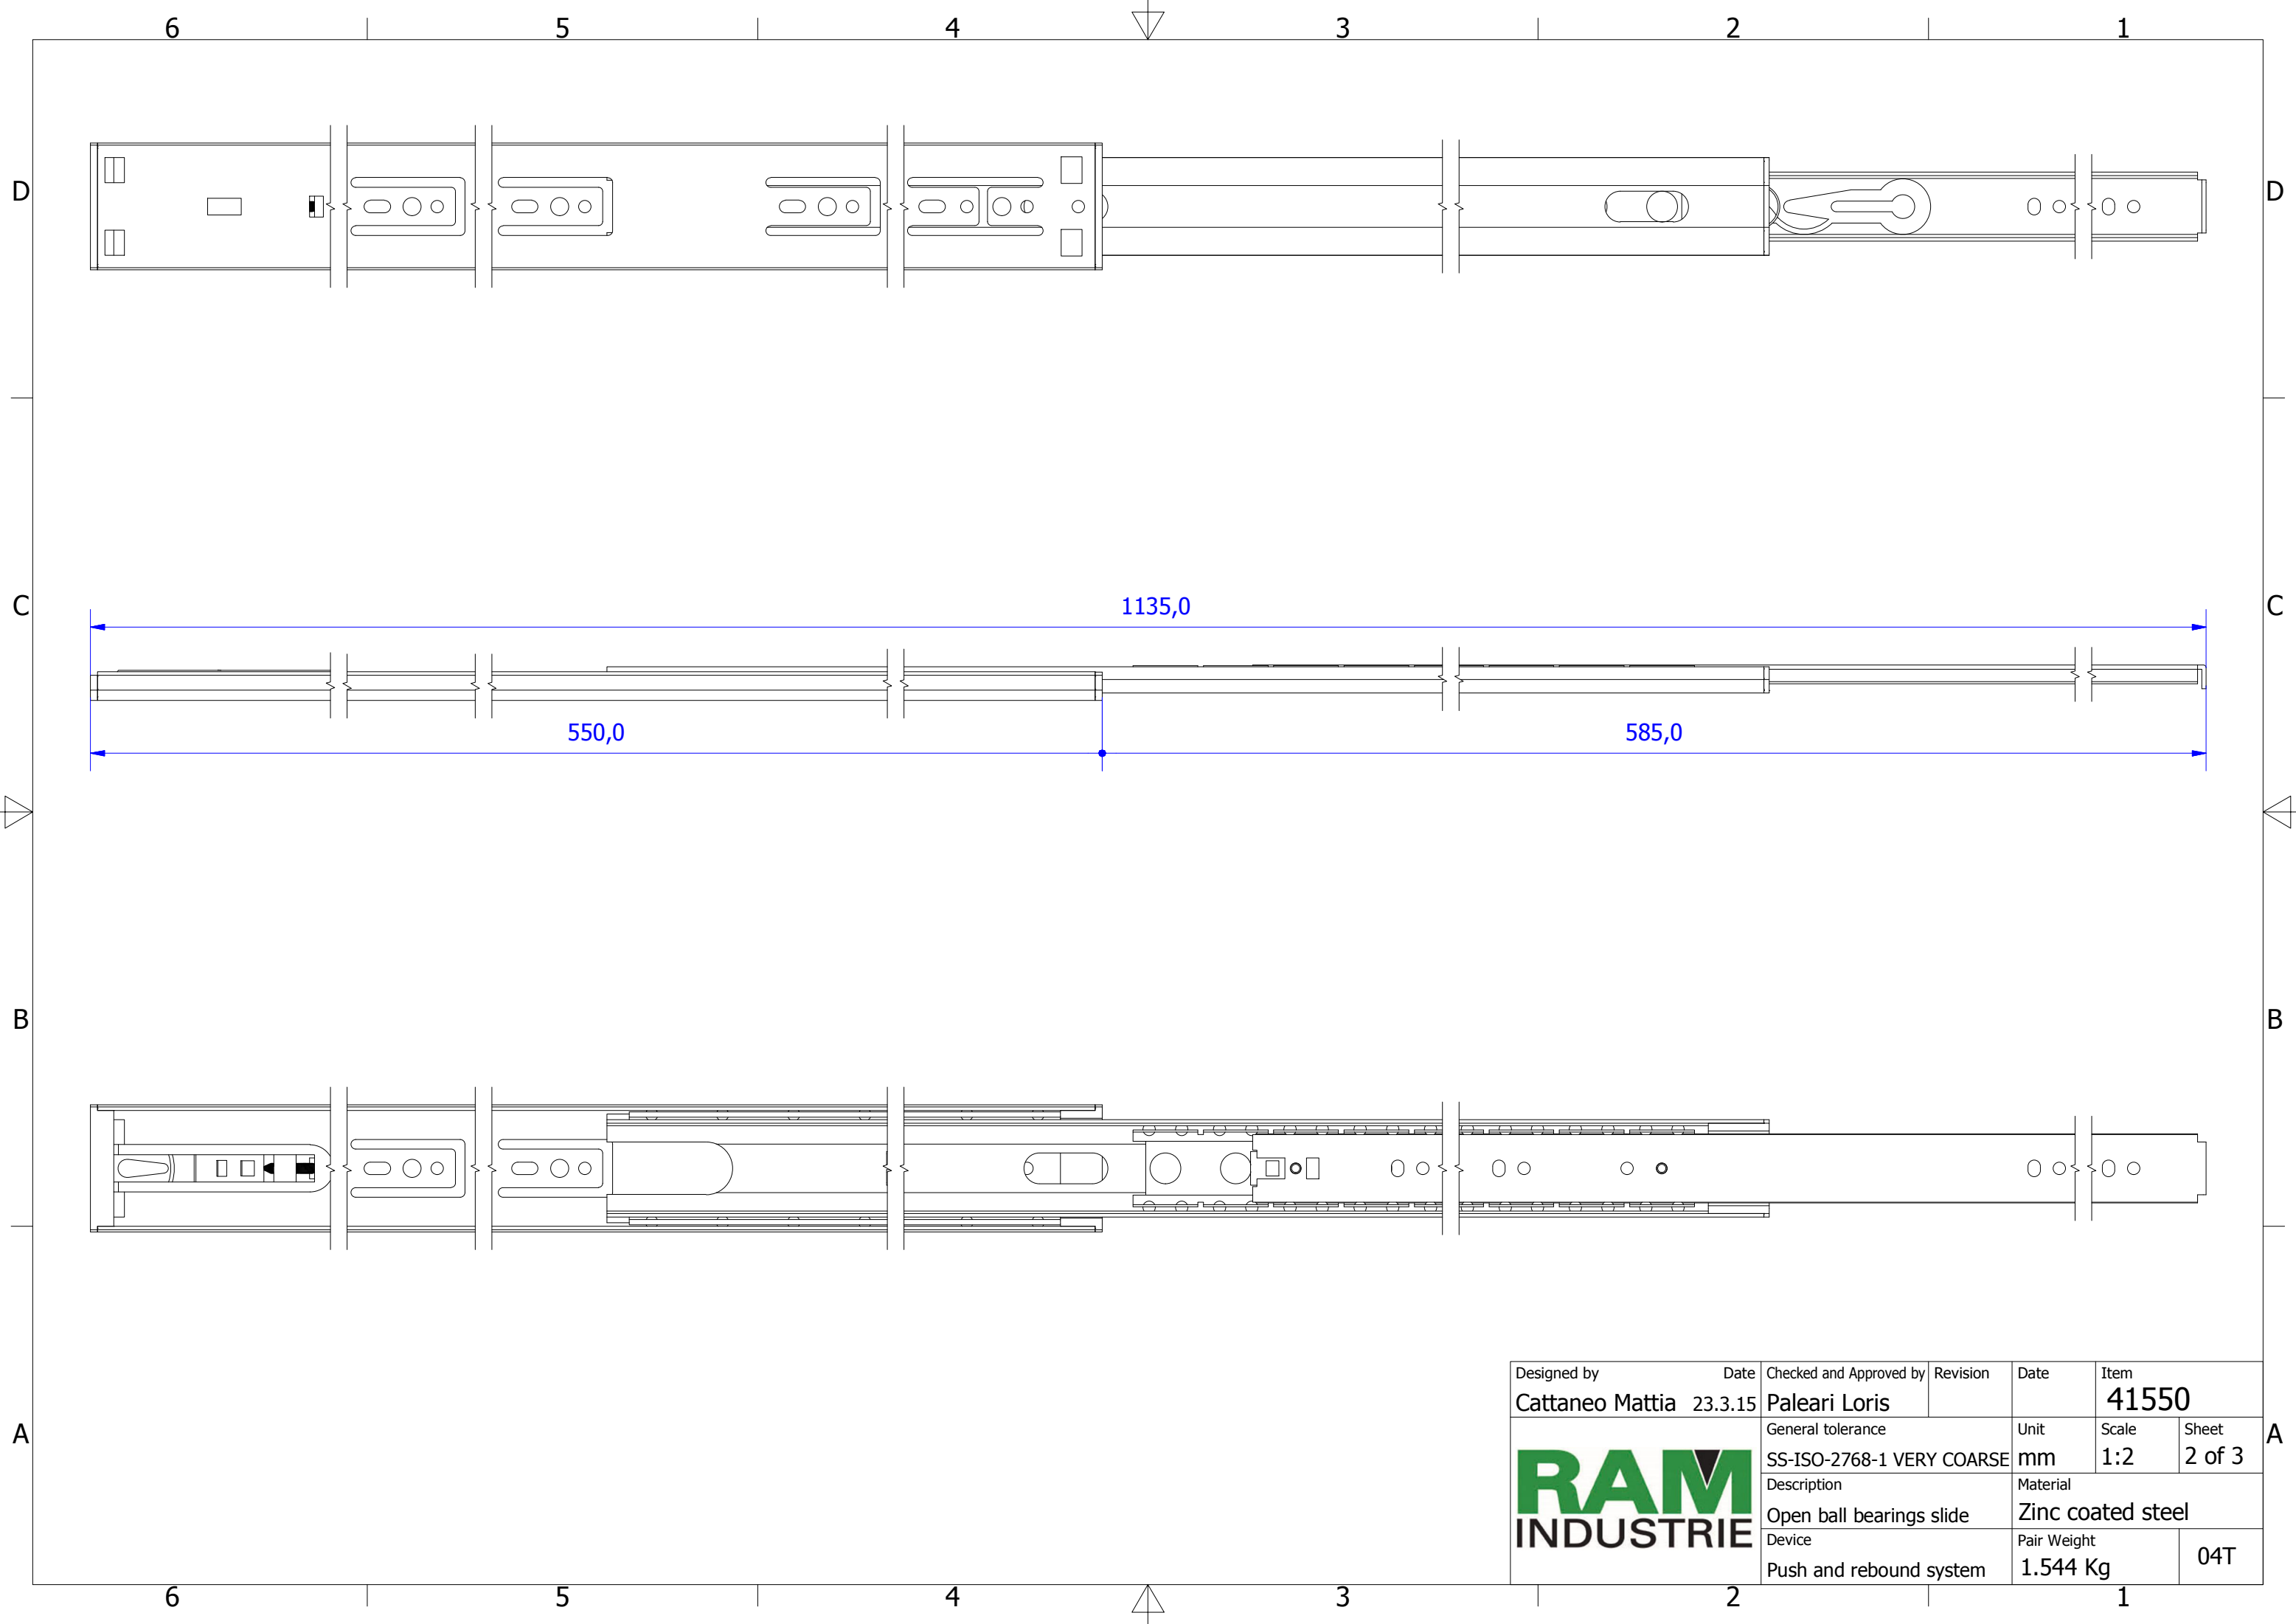 6 5 4 3 2 1
D D
1135,0
C C
550,0 585,0
B B
Designed by Date Checked and Approved by Revision Date Item
Cattaneo Mattia 23.3.15 Paleari Loris 41550
General tolerance Unit Scale Sheet
A SS-ISO-2768-1 VERY COARSE mm 1:2 2 of 3 A
RAM
INDUSTRIE
Description Material
Open ball bearings slide Zinc coated steel
Device Pair Weight
Push and rebound system 1.544 Kg 04T
6 5 4 3 2 1